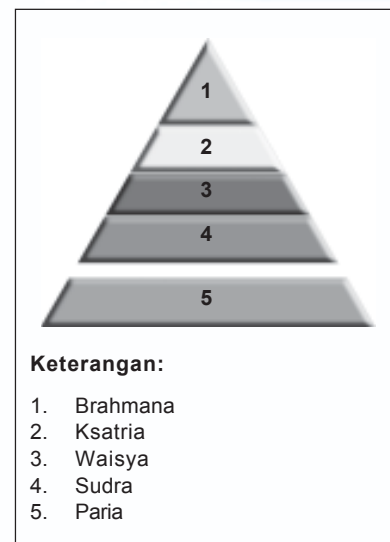 1
2
3
4
5
Keterangan:
1. Brahmana
2. Ksatria
3. Waisya
4. Sudra
5. Paria